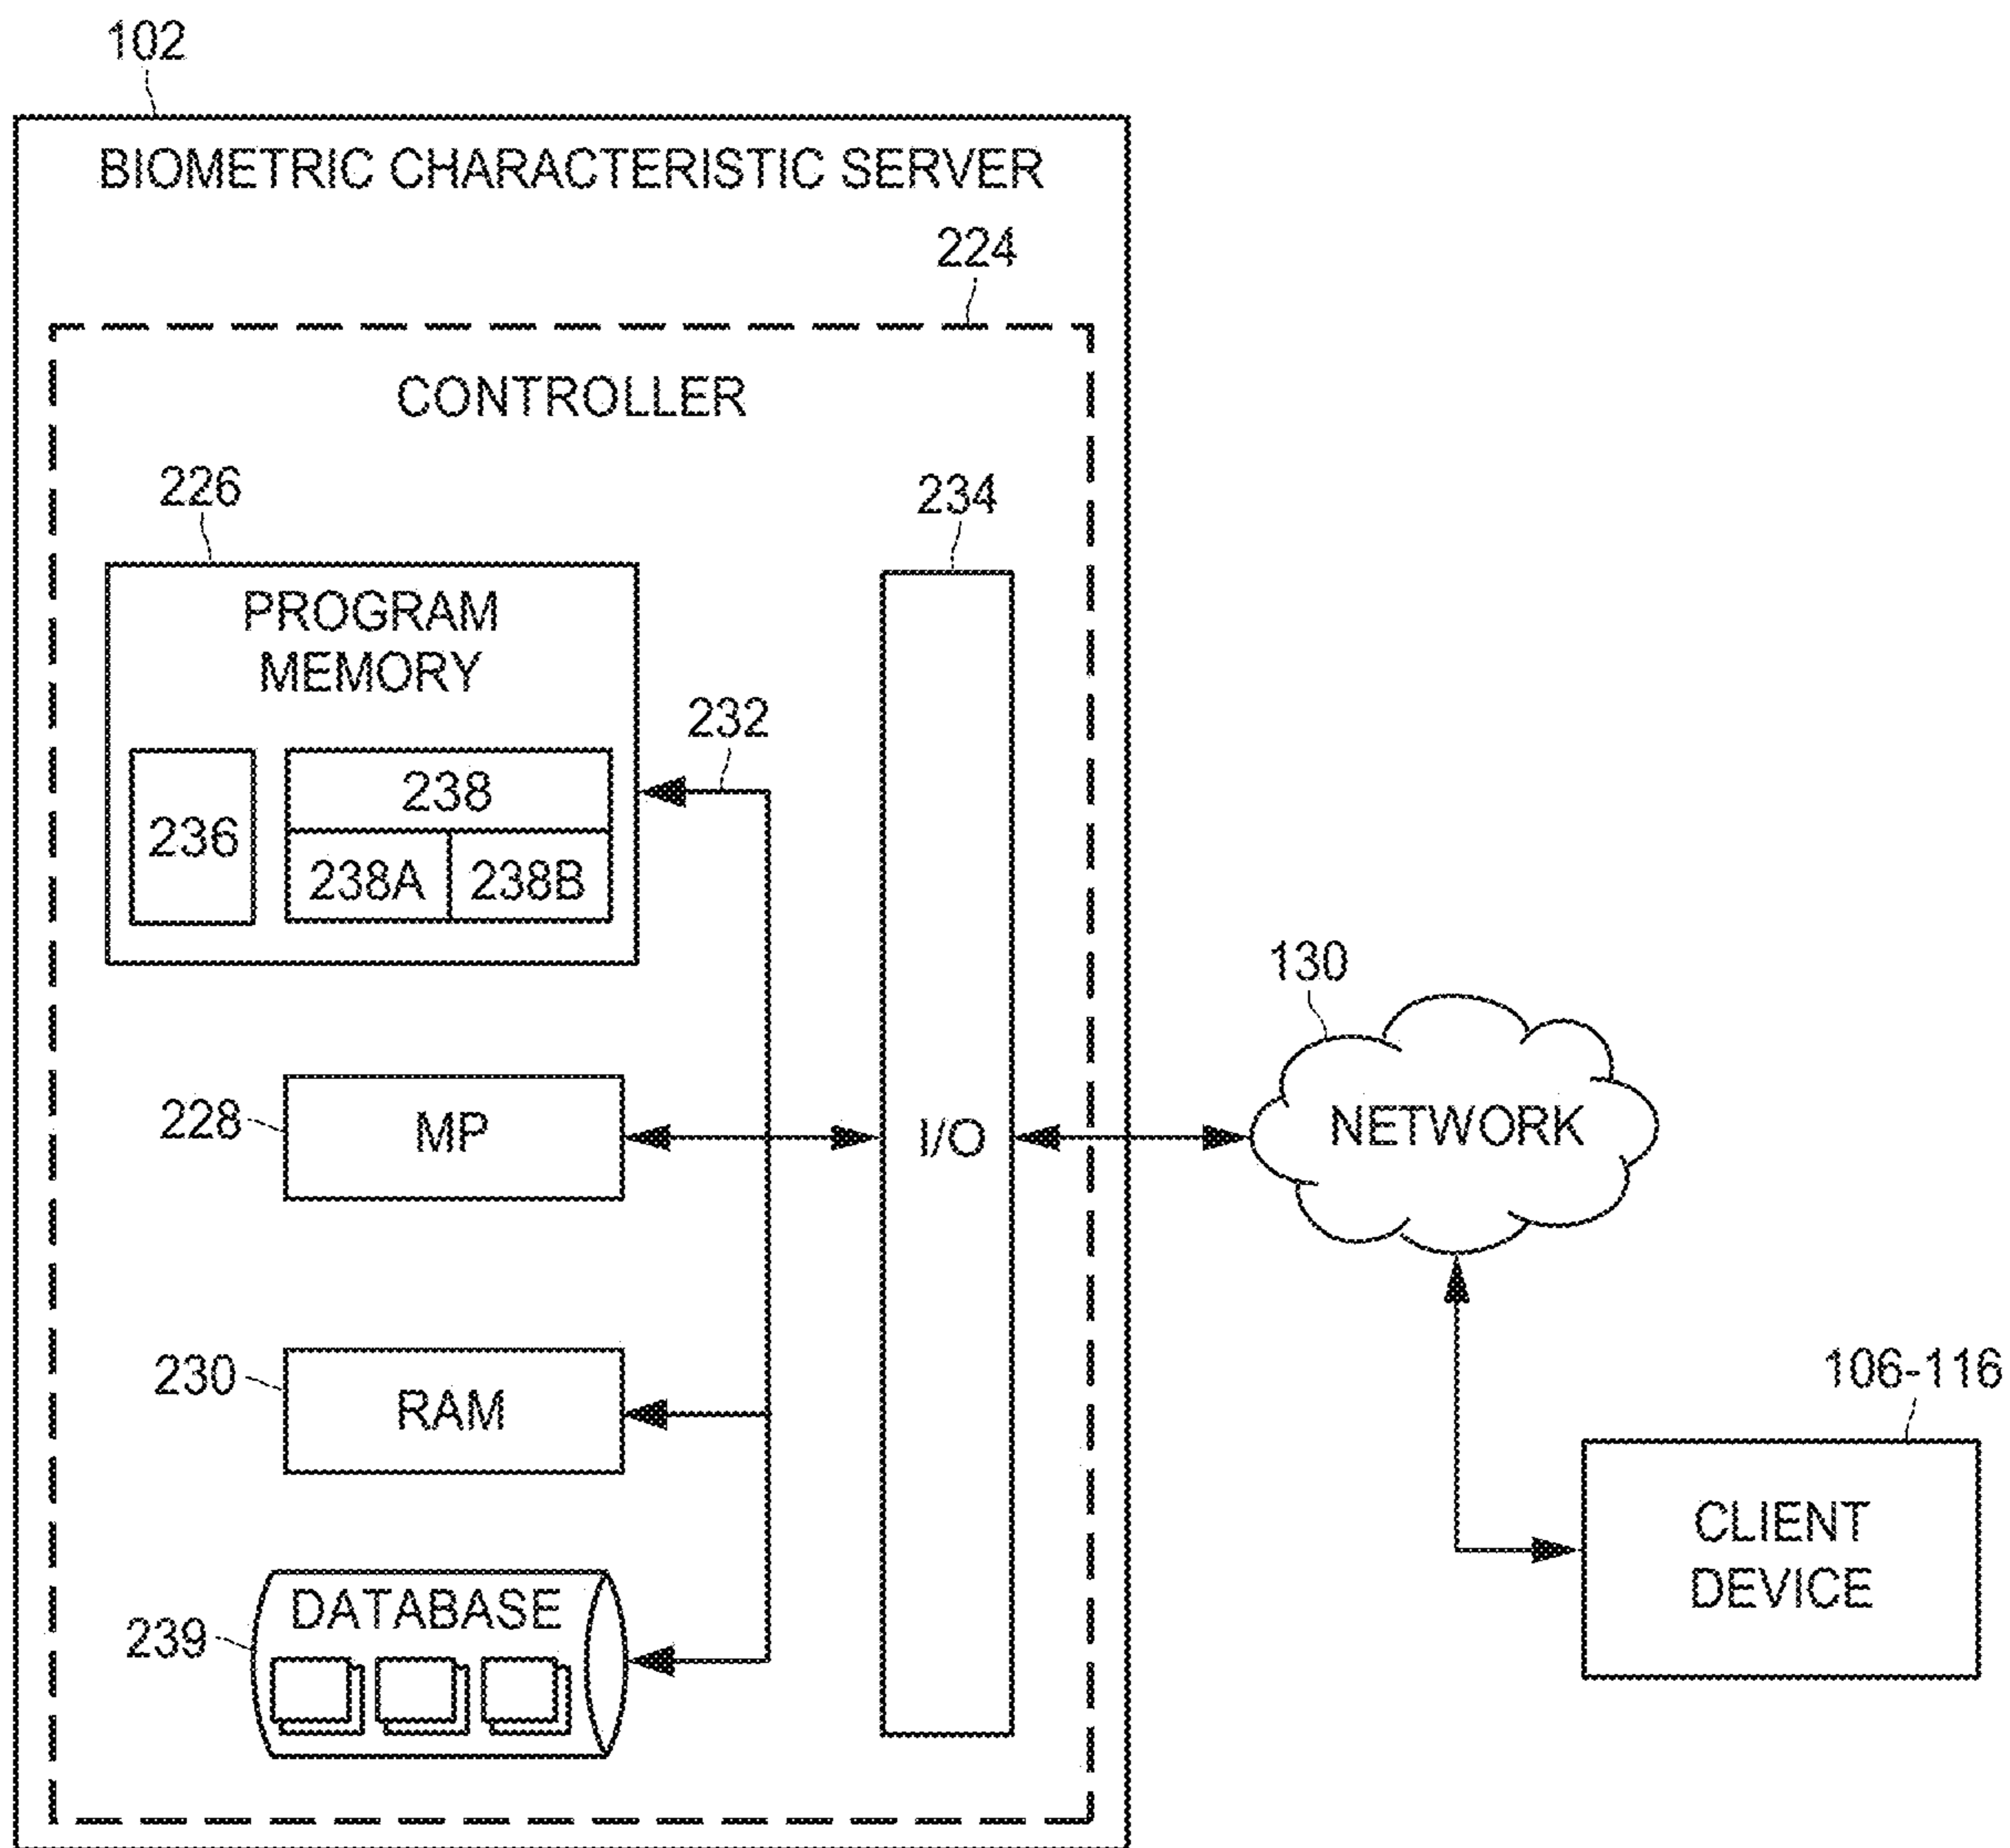 102
BIOMETRIC CHARACTERISTIC SERVER
224
CONTROLLER
226
234
PROGRAM
MEMORY
232
236
238
238A
238B
130
228
MP
I/O
NETWORK
230
RAM
106-116
CLIENT
DEVICE
239
DATABASE